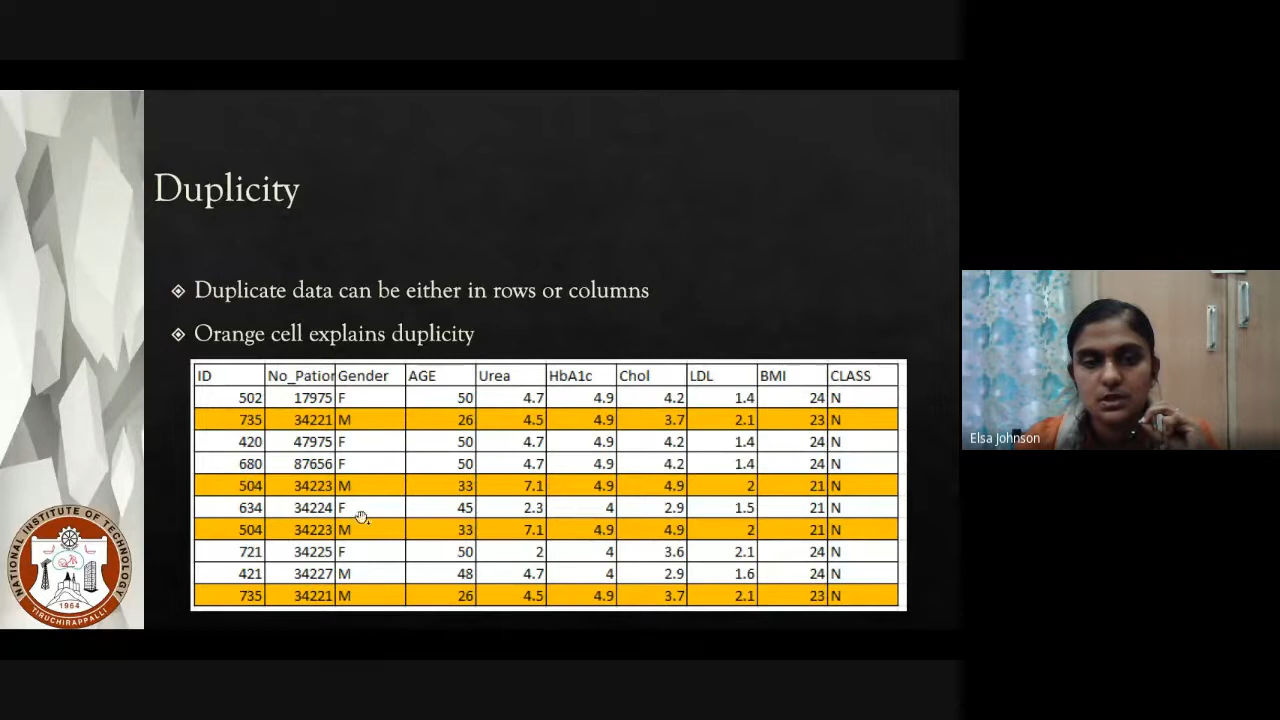 Duplicity
Duplicate data can be either in rows or columns
Orange cell explains duplicity
ID No_Patior Gender AGE Urea HbA1c Chol LDL BMI CLASS
502 17975 F 50 4.7 4.9 4.2 1.4 24 N
735 34221 M 26 4.5 4.9 3.7 2.1 23 N
420 47975 F 50 4.7 4.9 4.2 1.4 24 N
680 87656 F 50 4.7 4.9 4.2 1.4 24 N
504 34223 M 33 7.1 4.9 4.9 2 21 N
634 34224 F 45 2.3 4 2.9 1.5 21 N
504 34223 M 33 7.1 4.9 4.9 2 21 N
721 34225 F 50 2 4 3.6 2.1 24 N
421 34227 M 48 4.7 4 2.9 1.6 24 N
735 34221 M 26 4.5 4.9 3.7 2.1 23 N
NATIONAL INSTITUTE OF TECHNOLOGY
1964
TIRUCHIRAPPALLI
Elsa Johnson